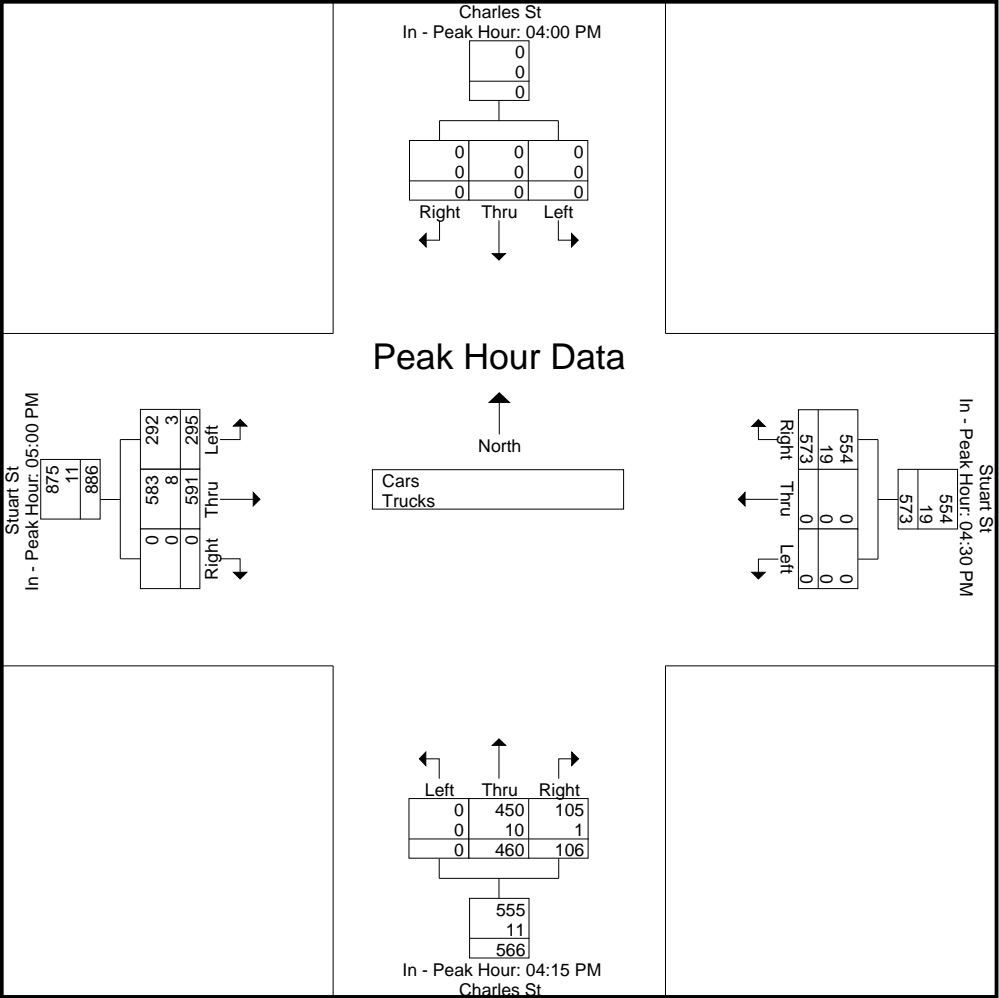 Charles St
In - Peak Hour: 04:00 PM
0
0
0
0 0 0
0 0 0
0 0 0
Right Thru Left
Peak Hour Data
North
Cars
Trucks
Stuart St
In - Peak Hour: 05:00 PM
875
11
886
292 583 0
3 8 0
295 591 0
Left Thru Right
Stuart St
In - Peak Hour: 04:30 PM
554
19
573
554 0 0
19 0 0
573 0 0
Right Thru Left
Left Thru Right
0 450 105
0 10 1
0 460 106
555
11
566
In - Peak Hour: 04:15 PM
Charles St